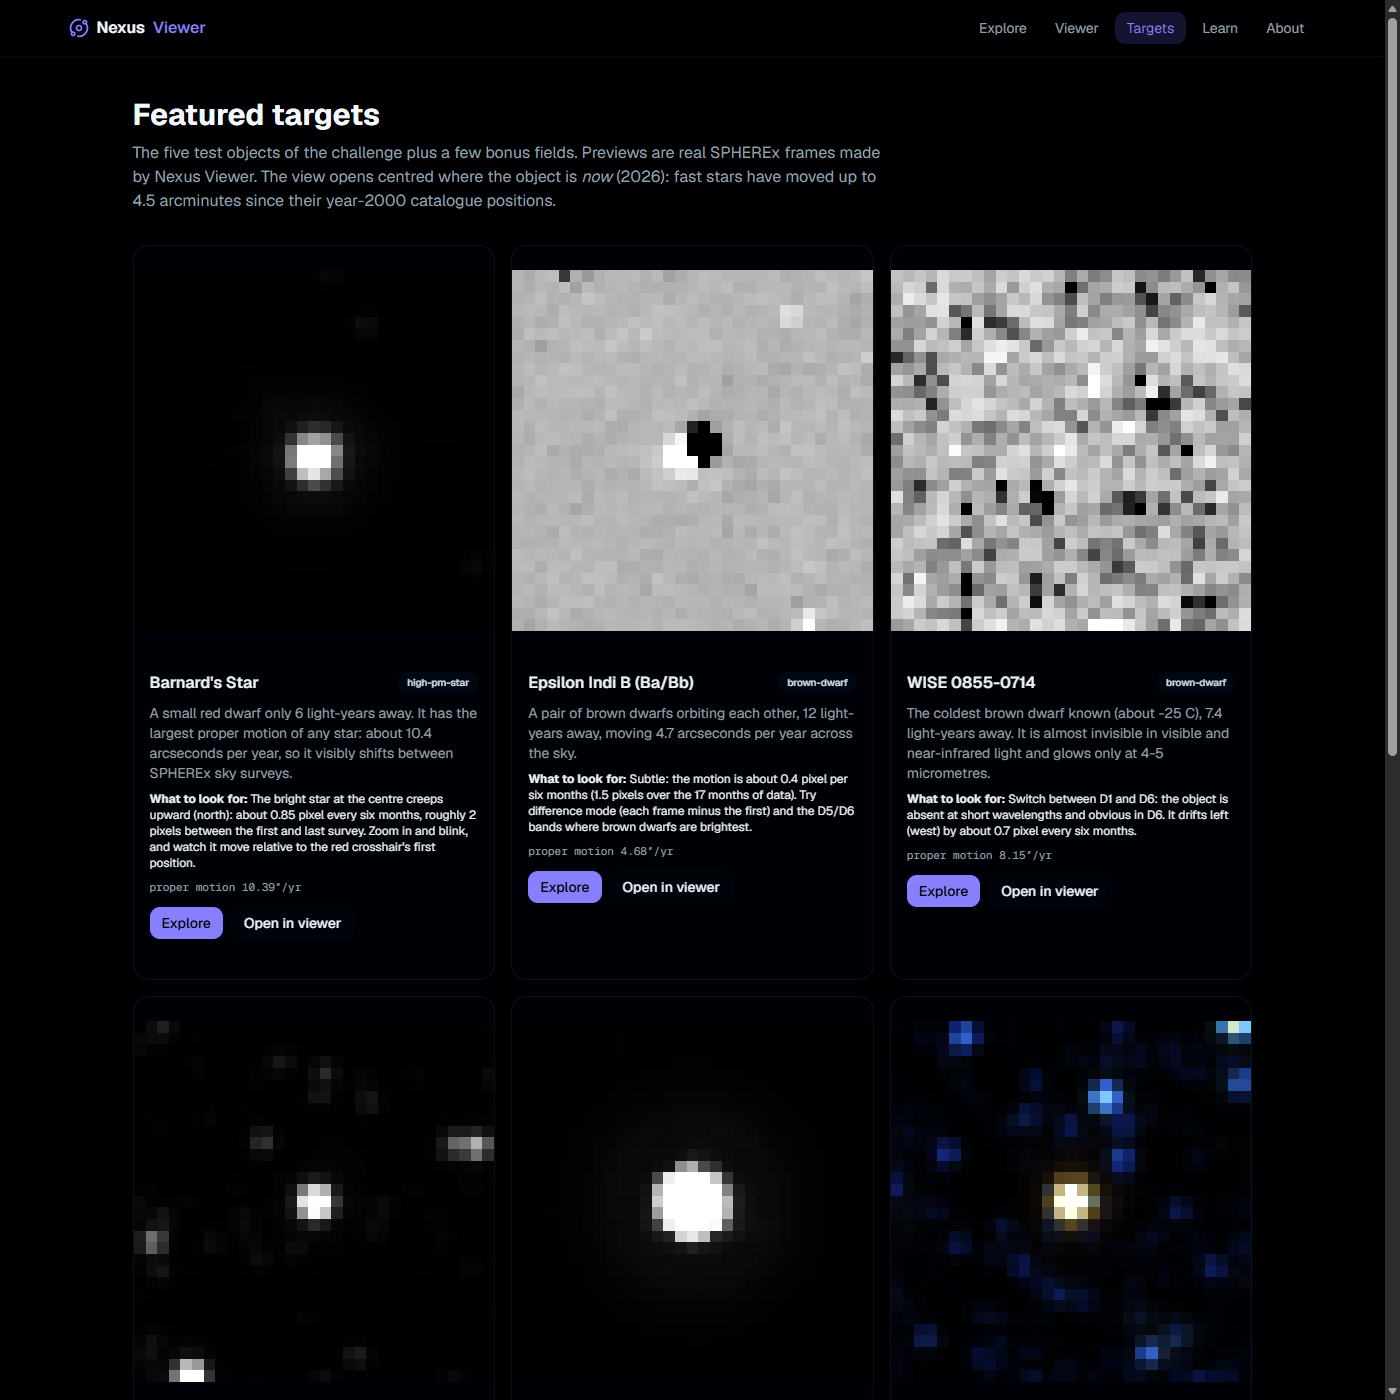 Nexus Viewer
Explore Viewer Targets Learn About
Featured targets
The five test objects of the challenge plus a few bonus fields. Previews are real SPHEREx frames made
by Nexus Viewer. The view opens centred where the object is now (2026): fast stars have moved up to
4.5 arcminutes since their year-2000 catalogue positions.
Barnard's Star
high-pm-star
A small red dwarf only 6 light-years away. It has the
largest proper motion of any star: about 10.4
arcseconds per year, so it visibly shifts between
SPHEREx sky surveys.
What to look for: The bright star at the centre creeps
upward (north): about 0.85 pixel every six months, roughly 2
pixels between the first and last survey. Zoom in and blink,
and watch it move relative to the red crosshair's first
position.
proper motion 10.39″/yr
Explore Open in viewer
Epsilon Indi B (Ba/Bb)
brown-dwarf
A pair of brown dwarfs orbiting each other, 12 light-
years away, moving 4.7 arcseconds per year across
the sky.
What to look for: Subtle: the motion is about 0.4 pixel per
six months (1.5 pixels over the 17 months of data). Try
difference mode (each frame minus the first) and the D5/D6
bands where brown dwarfs are brightest.
proper motion 4.68″/yr
Explore Open in viewer
WISE 0855-0714
brown-dwarf
The coldest brown dwarf known (about -25 C), 7.4
light-years away. It is almost invisible in visible and
near-infrared light and glows only at 4-5
micrometres.
What to look for: Switch between D1 and D6: the object is
absent at short wavelengths and obvious in D6. It drifts left
(west) by about 0.7 pixel every six months.
proper motion 8.15″/yr
Explore Open in viewer